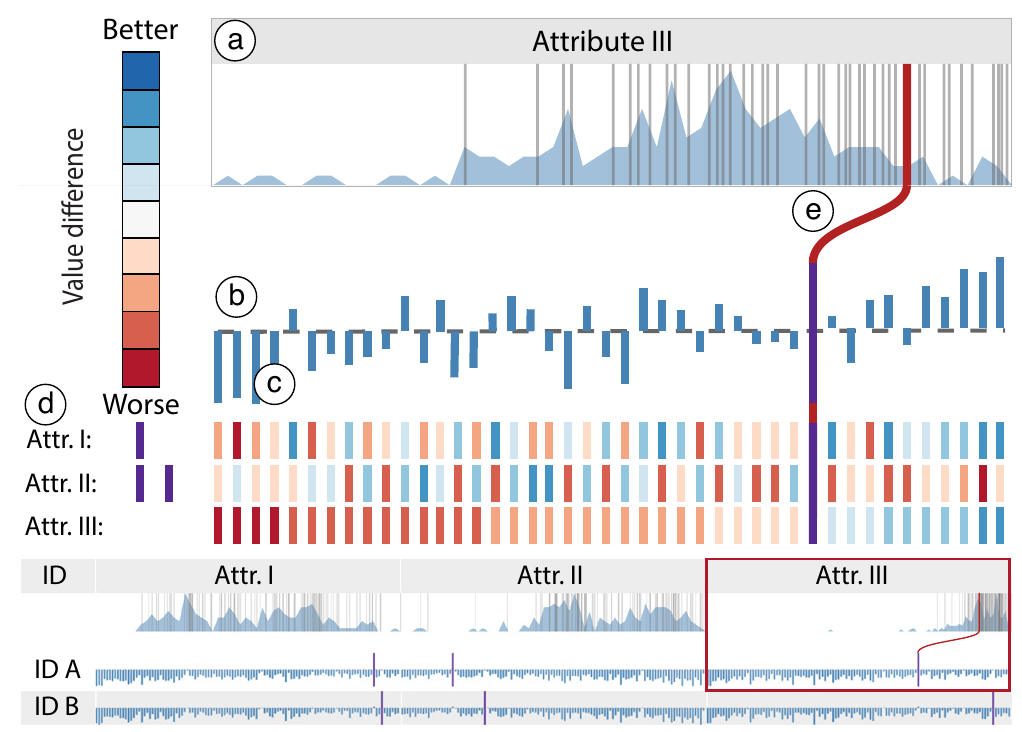 Better
a
Attribute III
Value difference
e
b
c
d
Worse
Attr. I:
Attr. II:
Attr. III:
ID Attr. I Attr. II Attr. III
ID A
ID B